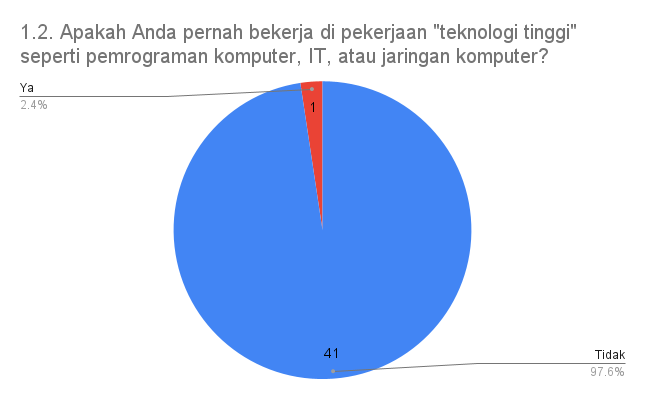 1.2. Apakah Anda pernah bekerja di pekerjaan "teknologi tinggi"
seperti pemrograman komputer, IT, atau jaringan komputer?
Ya
2.4%
1
41
Tidak
97.6%